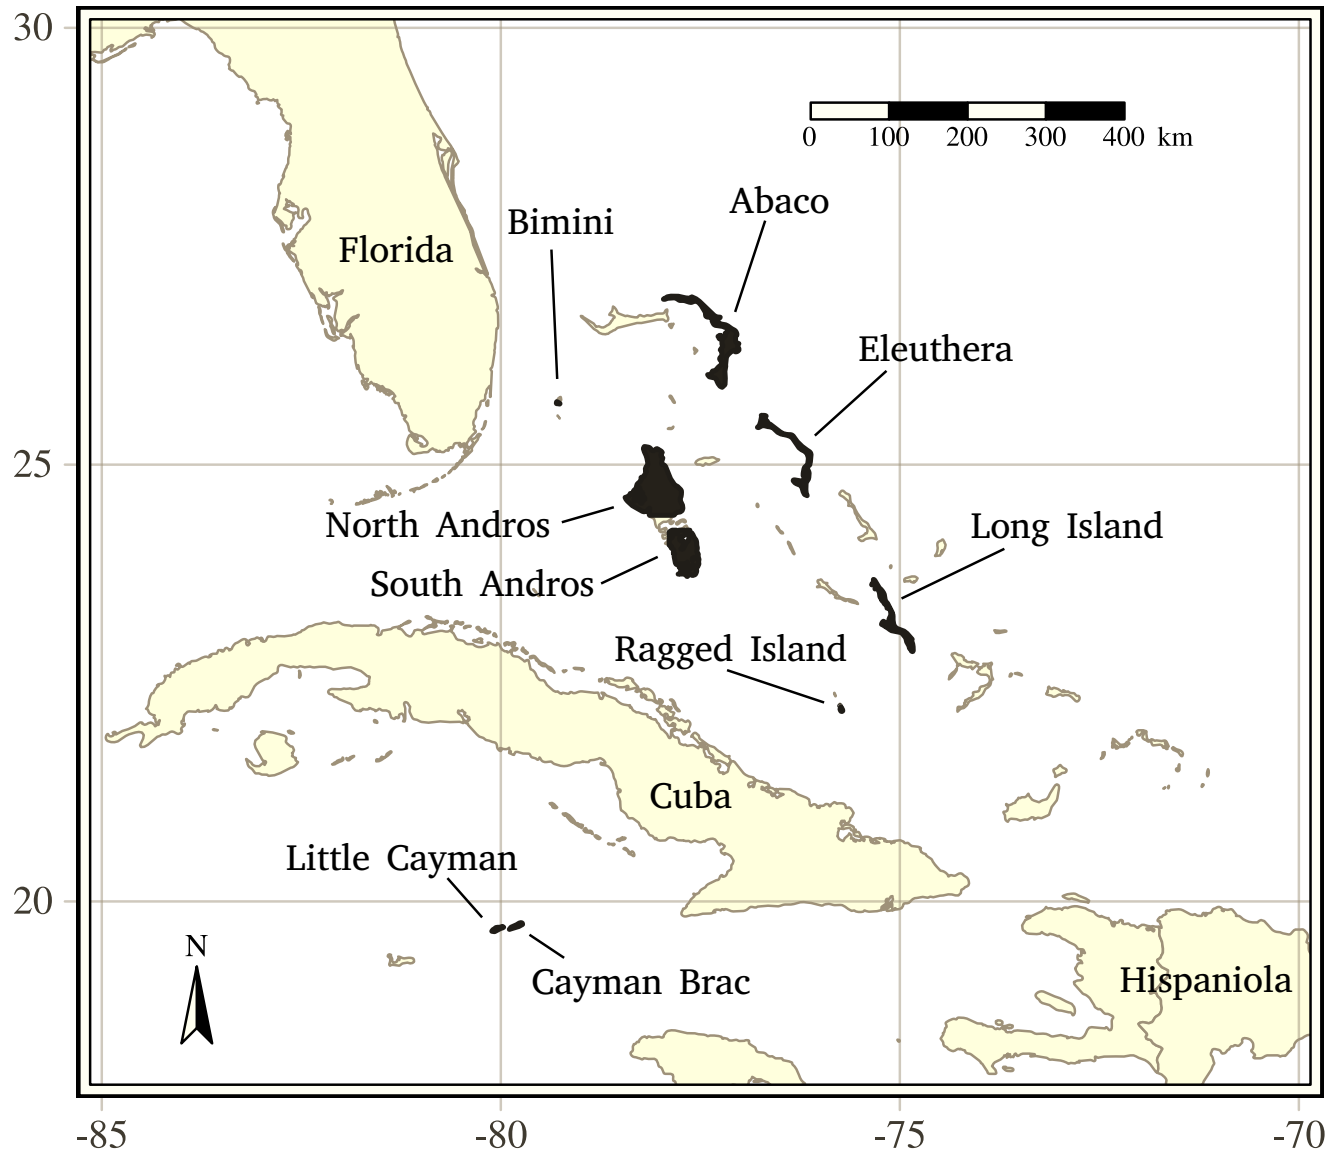 30
0 100 200 300 400 km
Abaco
Bimini
Florida
Eleuthera
25
North Andros
Long Island
South Andros
Ragged Island
Cuba
Little Cayman
20
N
Cayman Brac
Hispaniola
-85 -80 -75 -70